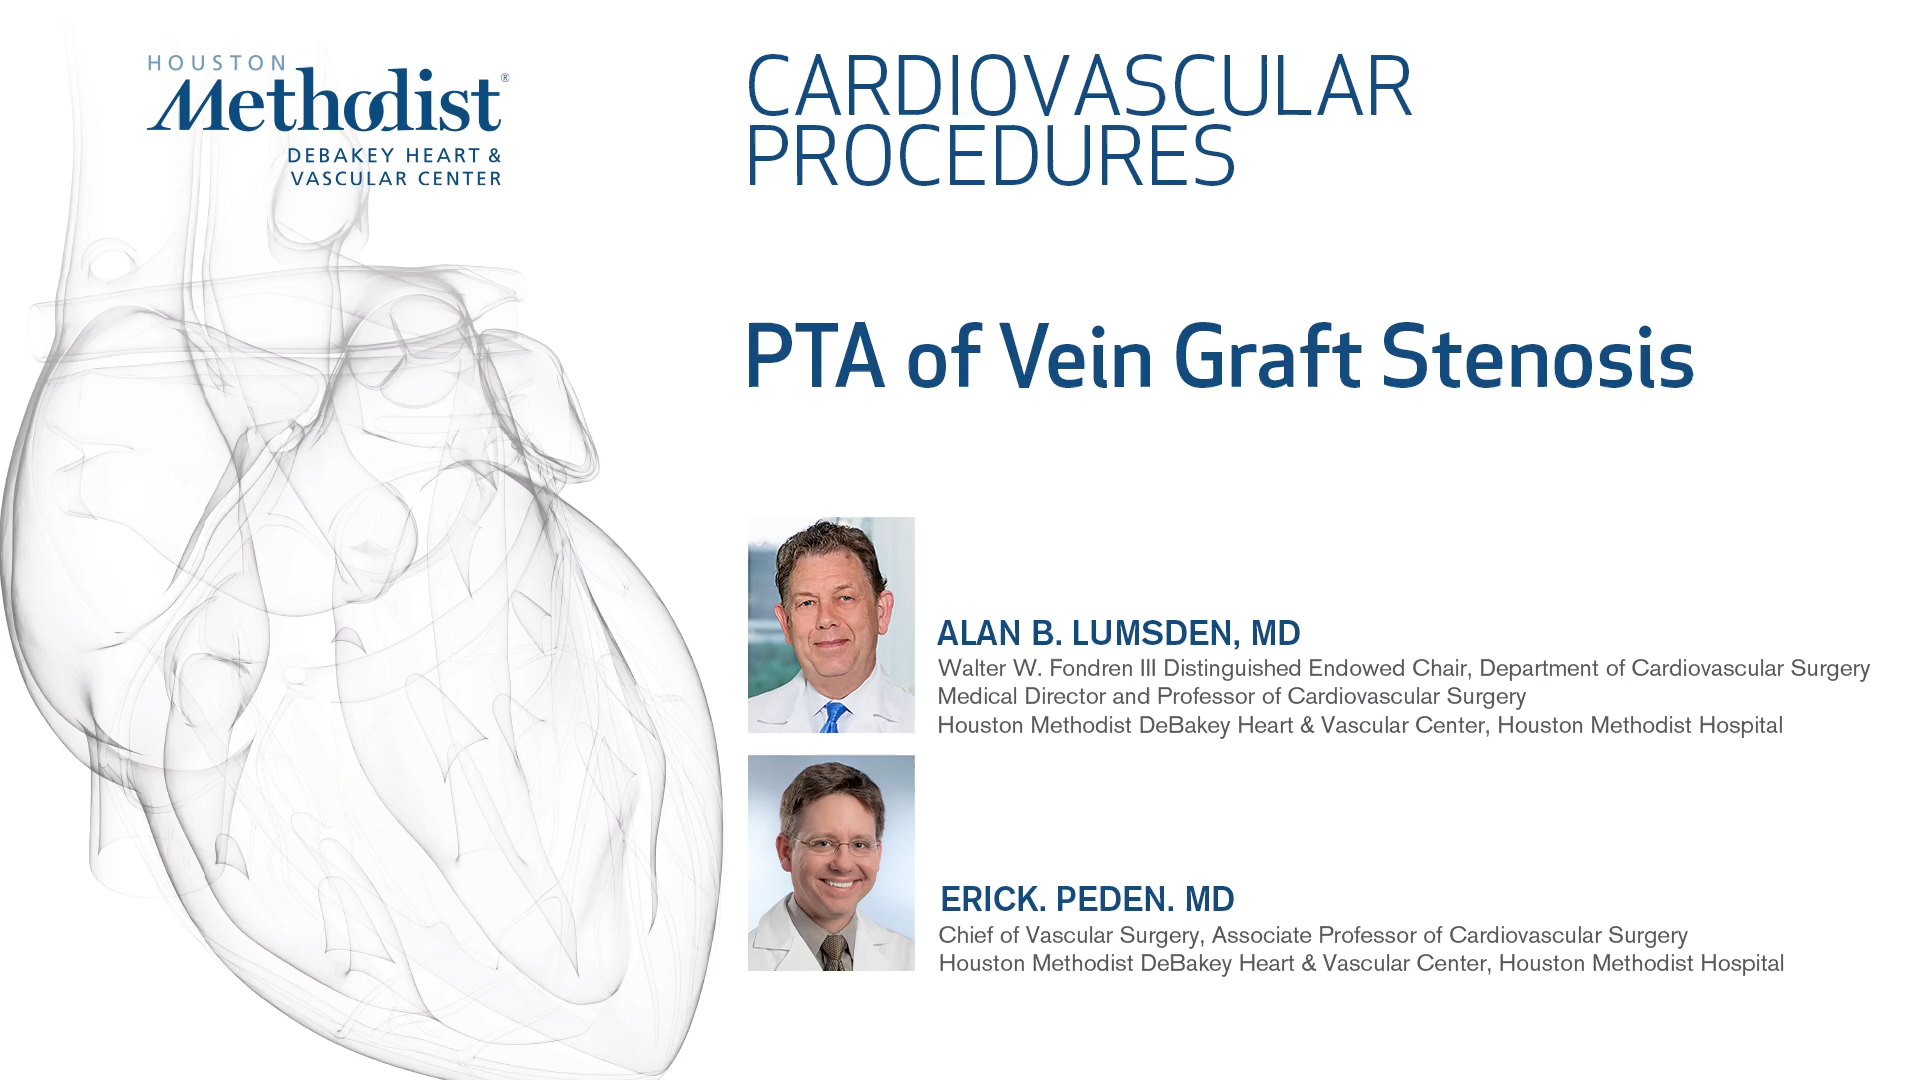 HOUSTON
Methodist®
DEBAKEY HEART &
VASCULAR CENTER
CARDIOVASCULAR
PROCEDURES
PTA of Vein Graft Stenosis
ALAN B. LUMSDEN, MD
Walter W. Fondren III Distinguished Endowed Chair, Department of Cardiovascular Surgery
Medical Director and Professor of Cardiovascular Surgery
Houston Methodist DeBakey Heart & Vascular Center, Houston Methodist Hospital
ERICK. PEDEN. MD
Chief of Vascular Surgery, Associate Professor of Cardiovascular Surgery
Houston Methodist DeBakey Heart & Vascular Center, Houston Methodist Hospital